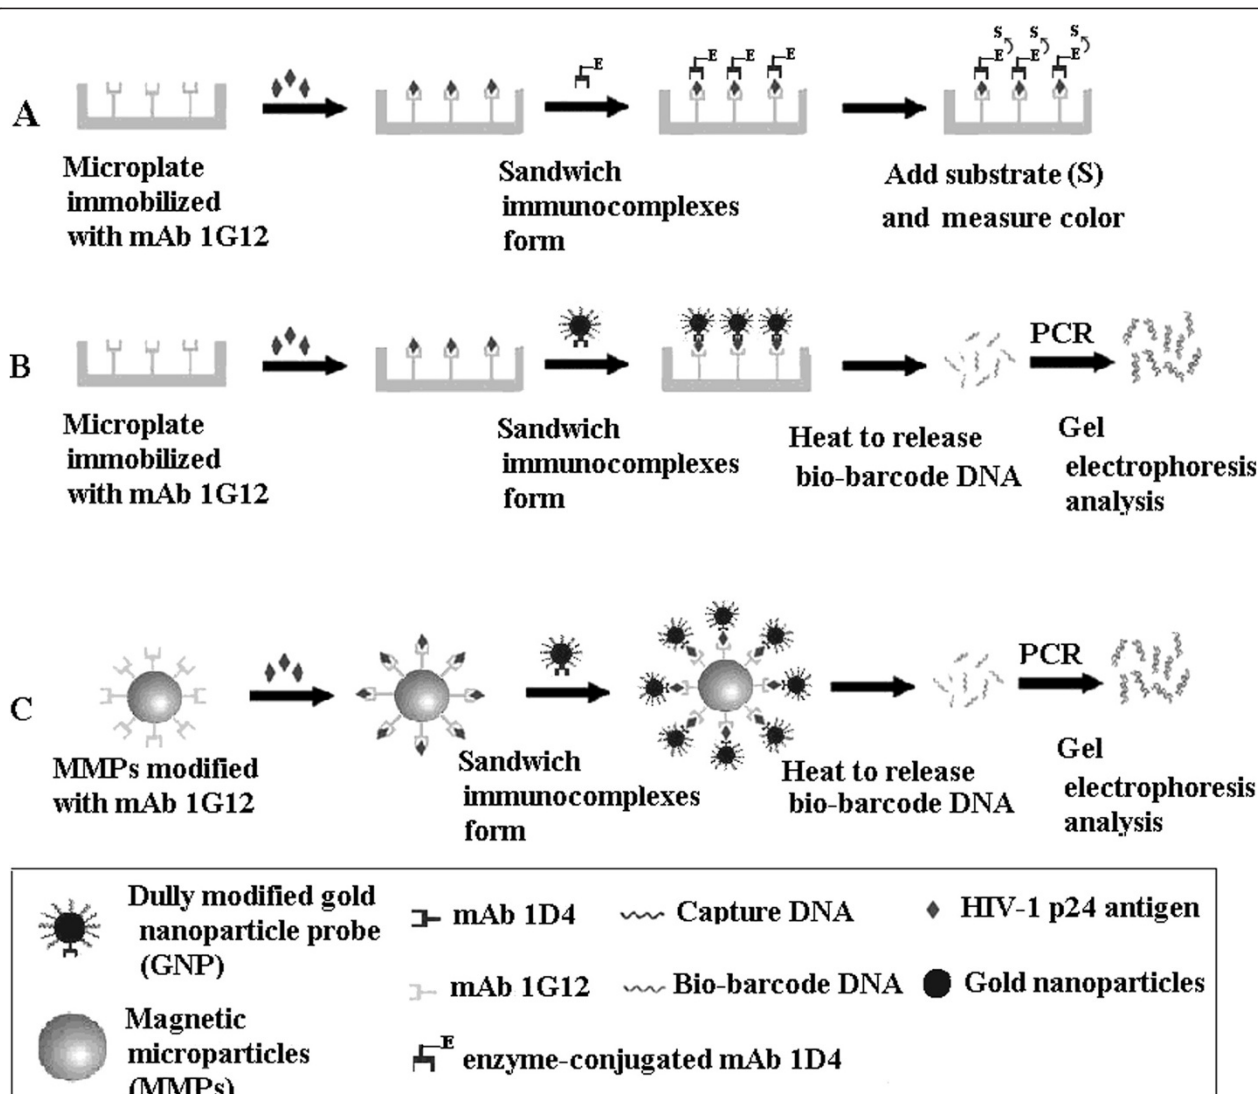 A
E
E
E
E
S
S
S
E
E
E
Microplate
immobilized
with mAb 1G12
Sandwich
immunocomplexes
form
Add substrate (S)
and measure color
B
PCR
Microplate
immobilized
with mAb 1G12
Sandwich
immunocomplexes
form
Heat to release
bio-barcode DNA
Gel
electrophoresis
analysis
C
PCR
MMPs modified
with mAb 1G12
Sandwich
immunocomplexes
form
Heat to release
bio-barcode DNA
Gel
electrophoresis
analysis
Dully modified gold
nanoparticle probe
(GNP)
mAb 1D4
Capture DNA
HIV-1 p24 antigen
mAb 1G12
Bio-barcode DNA
Gold nanoparticles
Magnetic
microparticles
(MMPs)
E
enzyme-conjugated mAb 1D4